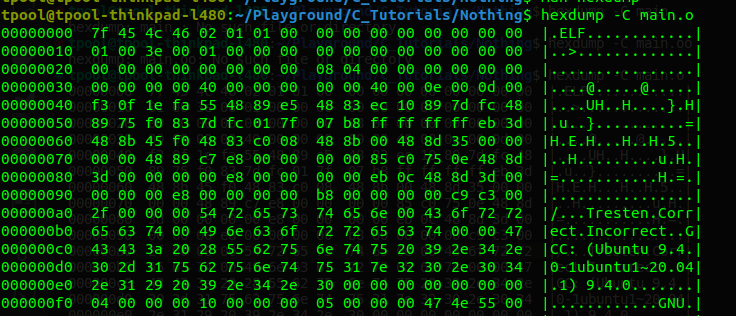 tpool@tpool-thinkpad-l480:~/Playground/C_Tutorials/Nothing$ man hexdump
tpool@tpool-thinkpad-l480:~/Playground/C_Tutorials/Nothing$ hexdump -C main.o
00000000  7f 45 4c 46 02 01 01 00  00 00 00 00 00 00 00 00  |.ELF............|
00000010  01 00 3e 00 01 00 00 00  00 00 00 00 00 00 00 00  |..>.............|
00000020  00 00 00 00 00 00 00 00  08 04 00 00 00 00 00 00  |................|
00000030  00 00 00 00 40 00 00 00  00 00 40 00 0e 00 0d 00  |....@.....@.....|
00000040  f3 0f 1e fa 55 48 89 e5  48 83 ec 10 89 7d fc 48  |....UH..H....}.H|
00000050  89 75 f0 83 7d fc 01 7f  07 b8 ff ff ff ff eb 3d  |.u..}..........=|
00000060  48 8b 45 f0 48 83 c0 08  48 8b 00 48 8d 35 00 00  |H.E.H...H..H.5..|
00000070  00 00 48 89 c7 e8 00 00  00 00 85 c0 75 0e 48 8d  |..H.........u.H.|
00000080  3d 00 00 00 00 e8 00 00  00 00 eb 0c 48 8d 3d 00  |=...........H.=.|
00000090  00 00 00 e8 00 00 00 00  b8 00 00 00 00 c9 c3 00  |................|
000000a0  2f 00 00 00 54 72 65 73  74 65 6e 00 43 6f 72 72  |/...Tresten.Corr|
000000b0  65 63 74 00 49 6e 63 6f  72 72 65 63 74 00 00 47  |ect.Incorrect..G|
000000c0  43 43 3a 20 28 55 62 75  6e 74 75 20 39 2e 34 2e  |CC: (Ubuntu 9.4.|
000000d0  30 2d 31 75 62 75 6e 74  75 31 7e 32 30 2e 30 34  |0-1ubuntu1~20.04|
000000e0  2e 31 29 20 39 2e 34 2e  30 00 00 00 00 00 00 00  |.1) 9.4.0.......|
000000f0  04 00 00 00 10 00 00 00  05 00 00 00 47 4e 55 00  |............GNU.|